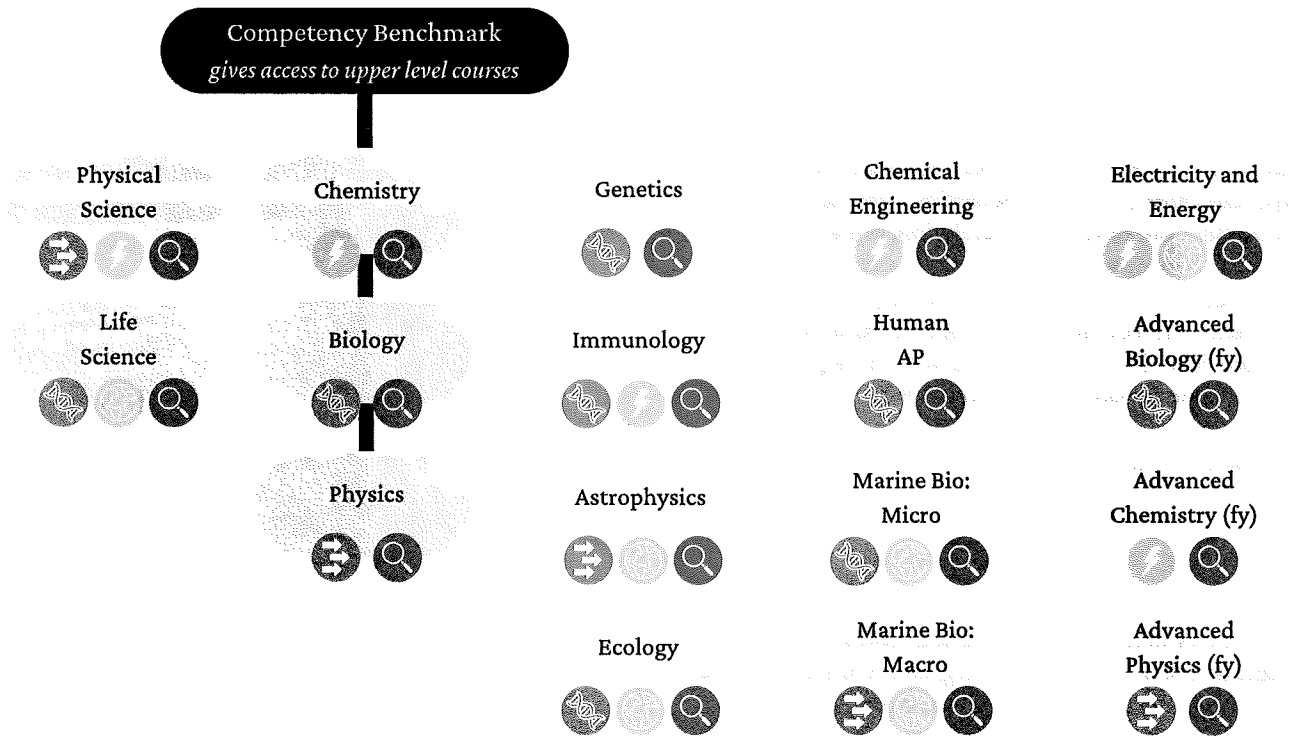 Competency Benchmark
gives access to upper level courses
Physical
Science
Chemistry
Genetics
Chemical
Engineering
Electricity and
Energy
Life
Science
Biology
Immunology
Human
AP
Advanced
Biology (fy)
Physics
Astrophysics
Marine Bio:
Micro
Advanced
Chemistry (fy)
Ecology
Marine Bio:
Macro
Advanced
Physics (fy)